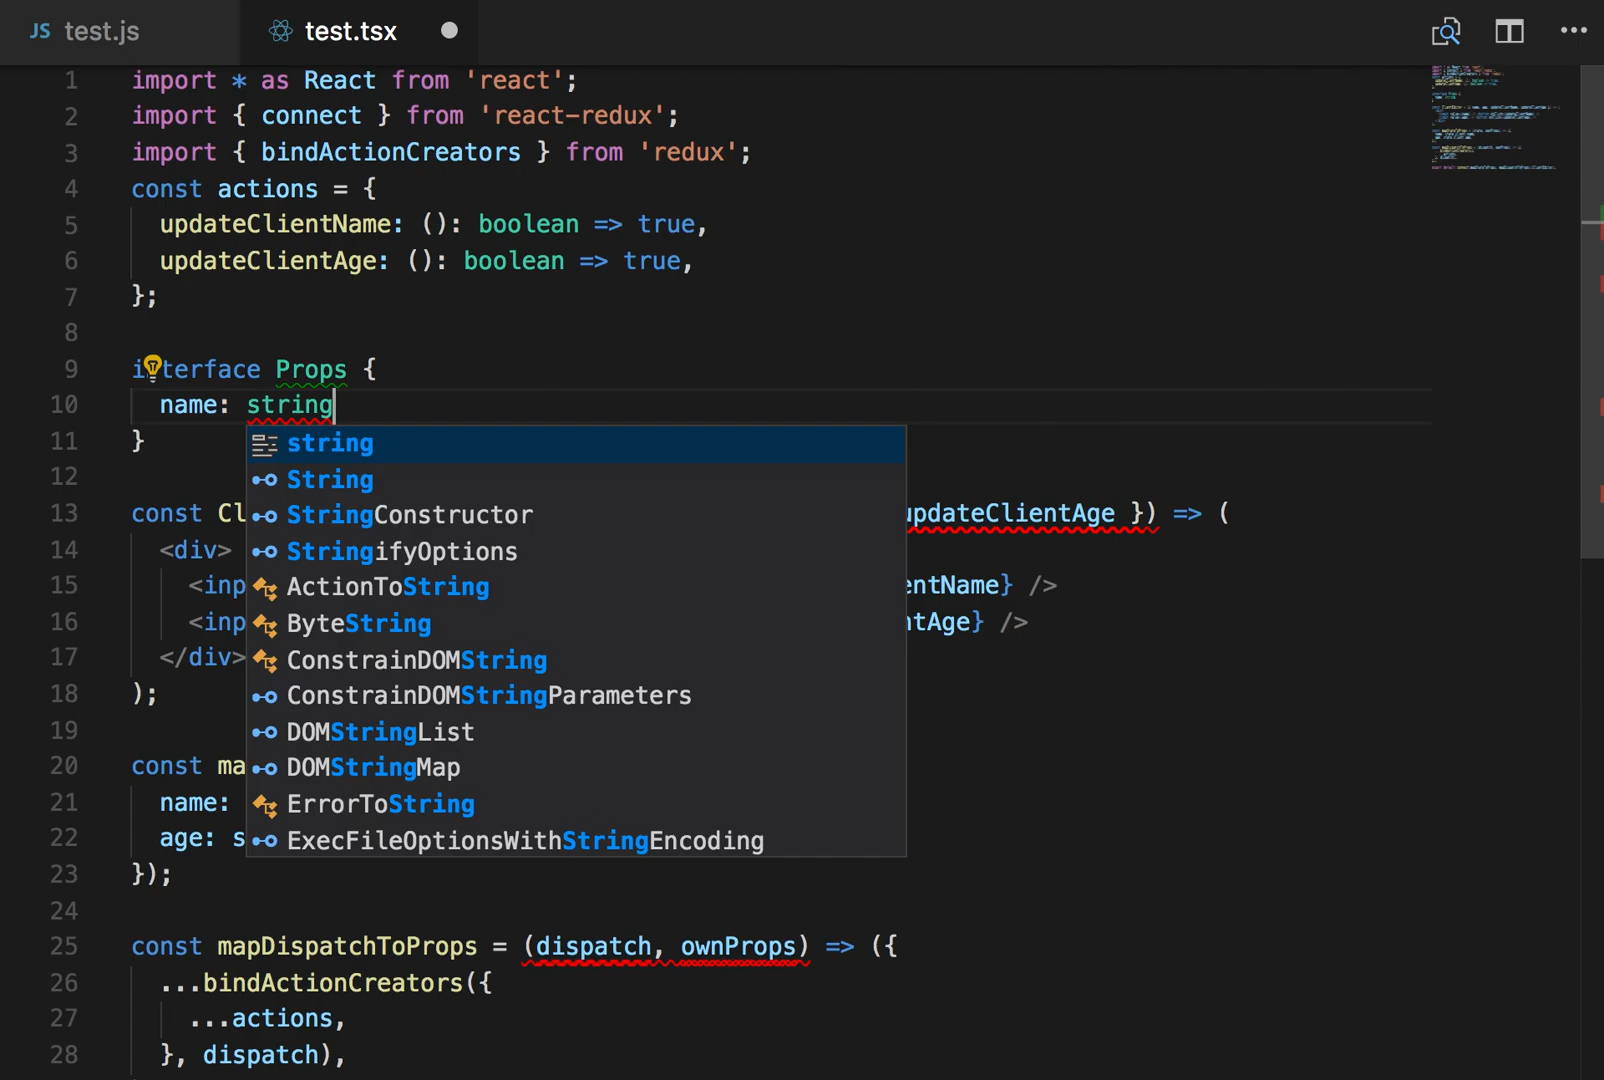 JS test.js
test.tsx
1 import * as React from 'react';
2 import { connect } from 'react-redux';
3 import { bindActionCreators } from 'redux';
4 const actions = {
5 updateClientName: (): boolean => true,
6 updateClientAge: (): boolean => true,
7 };
8
9 interface Props {
10 name: string
11 }
string
12
String
13 const Cl updateClientAge }) => (
StringConstructor
14 <div>
StringifyOptions
15 <inp entName} />
ActionToString
16 <inp ntAge} />
ByteString
17 </div>
ConstrainDOMString
18 );
ConstrainDOMStringParameters
19
DOMStringList
20 const ma
DOMStringMap
21 name:
ErrorToString
22 age: s
ExecFileOptionsWithStringEncoding
23 });
24
25 const mapDispatchToProps = (dispatch, ownProps) => ({
26 ...bindActionCreators({
27 ...actions,
28 }, dispatch),